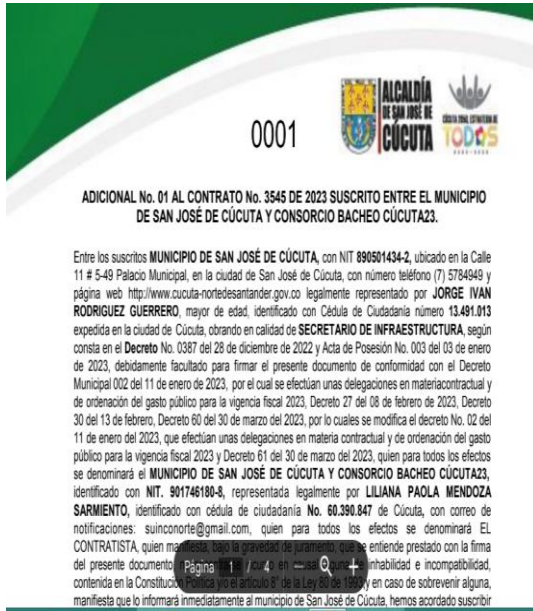 ALCALDÍA
DE SAN JOSÉ DE
CÚCUTA
CÚCUTA 2050, ESTRATEGIA DE
TODOS
0001
ADICIONAL No. 01 AL CONTRATO No. 3545 DE 2023 SUSCRITO ENTRE EL MUNICIPIO
DE SAN JOSÉ DE CÚCUTA Y CONSORCIO BACHEO CÚCUTA23.
Entre los suscritos MUNICIPIO DE SAN JOSÉ DE CÚCUTA, con NIT 890501434-2, ubicado en la Calle
11 # 5-49 Palacio Municipal, en la ciudad de San José de Cúcuta, con número teléfono (7) 5784949 y
página web http://www.cucuta-nortedesantander.gov.co legalmente representado por JORGE IVAN
RODRIGUEZ GUERRERO, mayor de edad, identificado con Cédula de Ciudadanía número 13.491.013
expedida en la ciudad de Cúcuta, obrando en calidad de SECRETARIO DE INFRAESTRUCTURA, según
consta en el Decreto No. 0387 del 28 de diciembre de 2022 y Acta de Posesión No. 003 del 03 de enero
de 2023, debidamente facultado para firmar el presente documento de conformidad con el Decreto
Municipal 002 del 11 de enero de 2023, por el cual se efectúan unas delegaciones en materiacontractual y
de ordenación del gasto público para la vigencia fiscal 2023, Decreto 27 del 08 de febrero de 2023, Decreto
30 del 13 de febrero, Decreto 60 del 30 de marzo del 2023, por lo cuales se modifica el decreto No. 02 del
11 de enero del 2023, que efectúan unas delegaciones en materia contractual y de ordenación del gasto
público para la vigencia fiscal 2023 y Decreto 61 del 30 de marzo del 2023, quien para todos los efectos
se denominará el MUNICIPIO DE SAN JOSÉ DE CÚCUTA Y CONSORCIO BACHEO CÚCUTA23,
identificado con NIT. 901746180-8, representada legalmente por LILIANA PAOLA MENDOZA
SARMIENTO, identificado con cédula de ciudadanía No. 60.390.847 de Cúcuta, con correo de
notificaciones: suinconorte@gmail.com, quien para todos los efectos se denominará EL
CONTRATISTA, quien manifiesta, bajo la gravedad de juramento, que se entiende prestado con la firma
del presente documento, Página 1 / 4 inhabilidad e incompatibilidad,
contenida en la Constitución Política y/o el artículo 8° de la Ley 80 de 1993 y en caso de sobrevenir alguna,
manifiesta que lo informará inmediatamente al municipio de San José de Cúcuta, hemos acordado suscribir